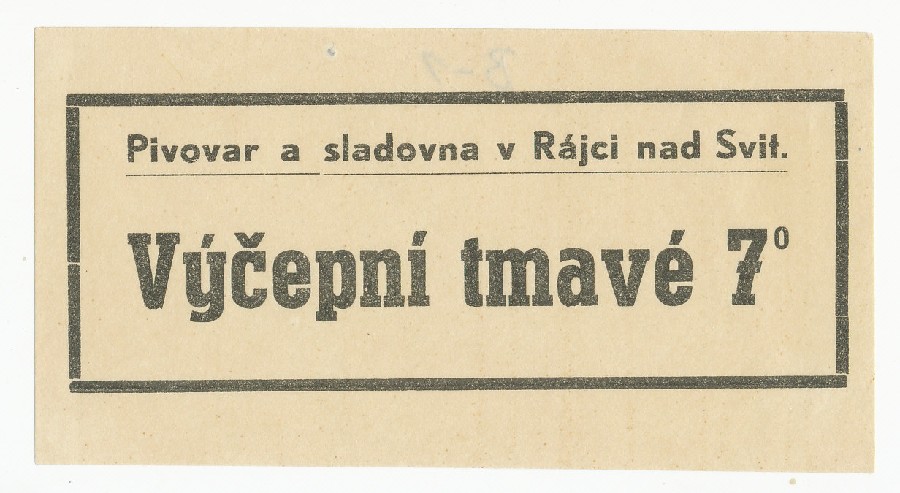 Pivovar a sladovna v Rájci nad Svit.
Výčepní tmavé 7°